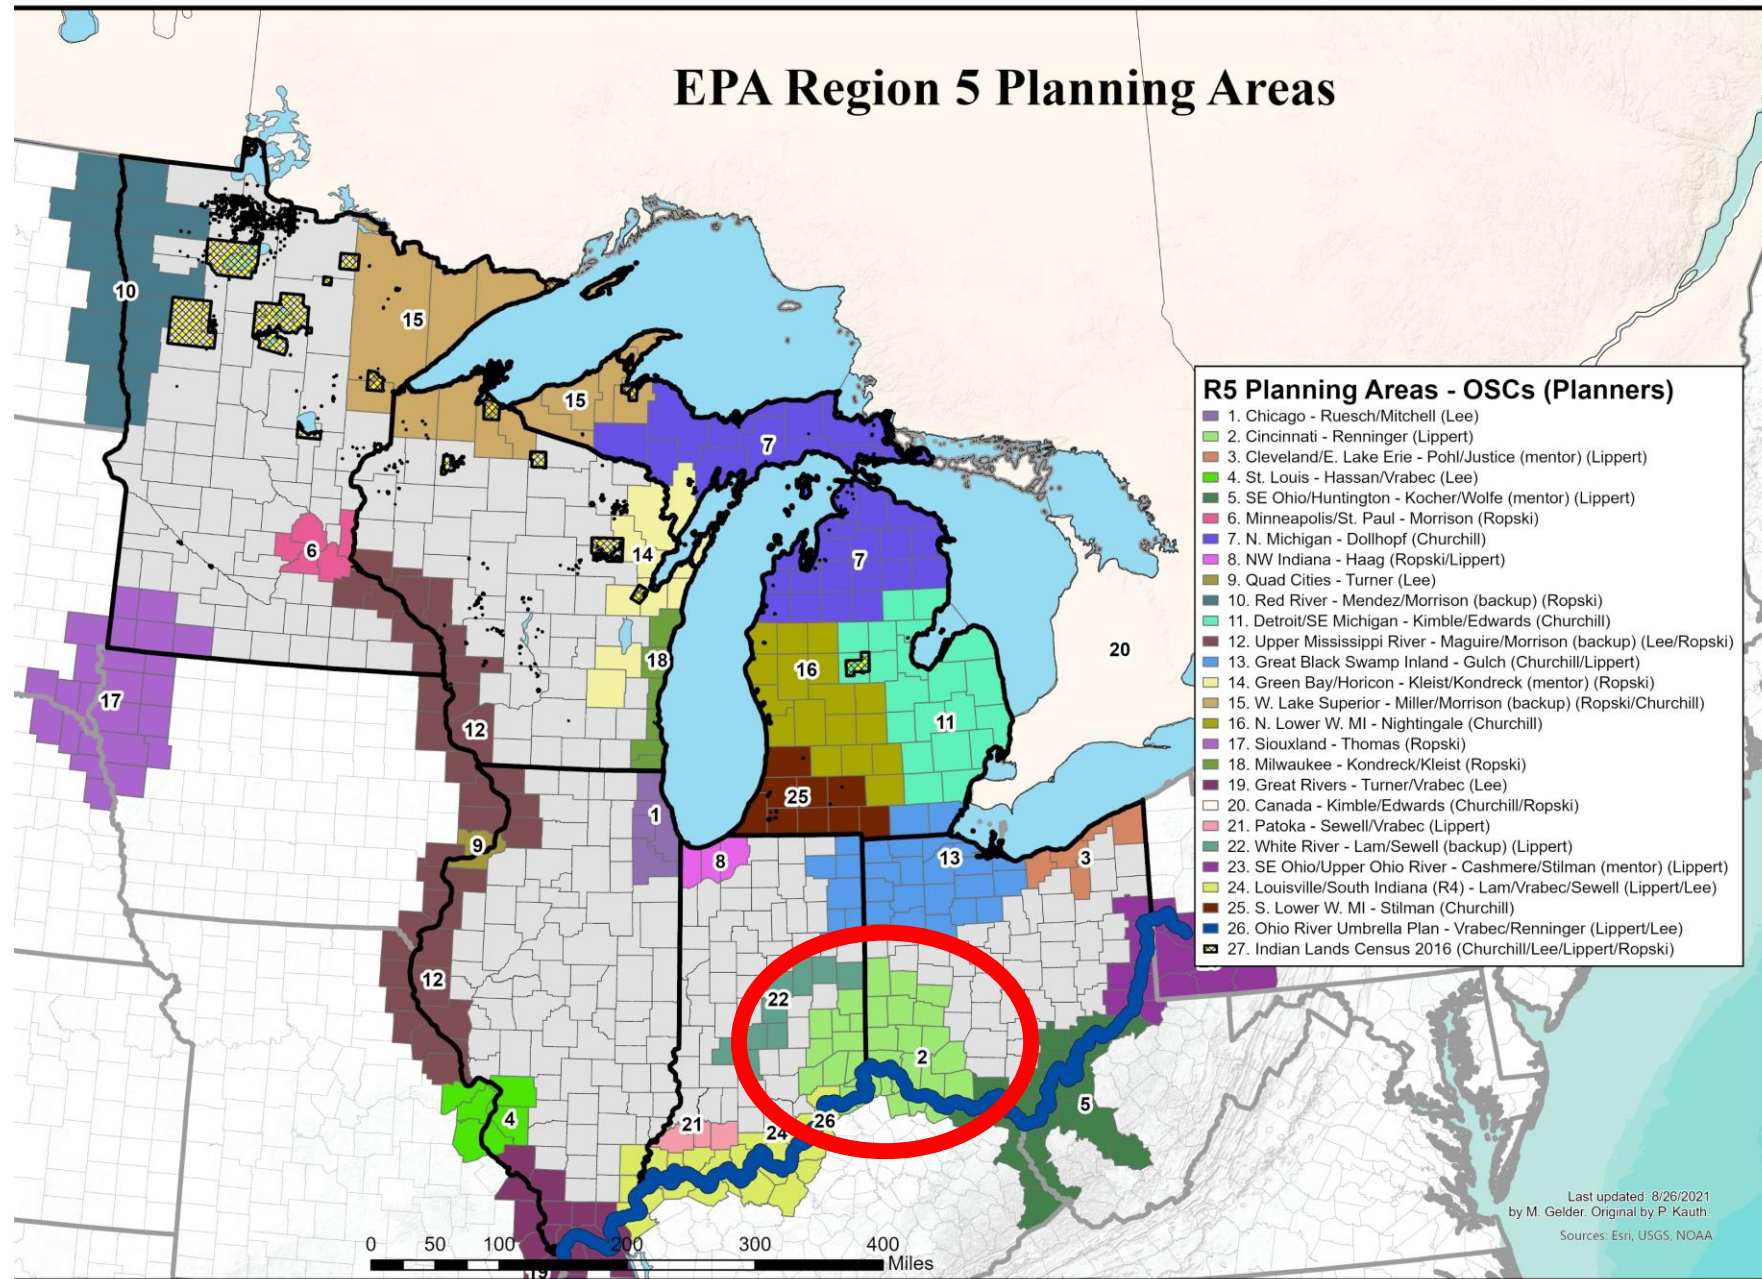 EPA Region 5 Planning Areas
10
15
15
7
R5 Planning Areas - OSCs (Planners)
1. Chicago - Ruesch/Mitchell (Lee)
2. Cincinnati - Renninger (Lippert)
3. Cleveland/E. Lake Erie - Pohl/Justice (mentor) (Lippert)
4. St. Louis - Hassan/Vrabec (Lee)
5. SE Ohio/Huntington - Kocher/Wolfe (mentor) (Lippert)
6. Minneapolis/St. Paul - Morrison (Ropski)
7. N. Michigan - Dollhopf (Churchill)
8. NW Indiana - Haag (Ropski/Lippert)
9. Quad Cities - Turner (Lee)
10. Red River - Mendez/Morrison (backup) (Ropski)
11. Detroit/SE Michigan - Kimble/Edwards (Churchill)
12. Upper Mississippi River - Maguire/Morrison (backup) (Lee/Ropski)
13. Great Black Swamp Inland - Gulch (Churchill/Lippert)
14. Green Bay/Horicon - Kleist/Kondreck (mentor) (Ropski)
15. W. Lake Superior - Miller/Morrison (backup) (Ropski/Churchill)
16. N. Lower W. MI - Nightingale (Churchill)
17. Siouxland - Thomas (Ropski)
18. Milwaukee - Kondreck/Kleist (Ropski)
19. Great Rivers - Turner/Vrabec (Lee)
20. Canada - Kimble/Edwards (Churchill/Ropski)
21. Patoka - Sewell/Vrabec (Lippert)
22. White River - Lam/Sewell (backup) (Lippert)
23. SE Ohio/Upper Ohio River - Cashmere/Stilman (mentor) (Lippert)
24. Louisville/South Indiana (R4) - Lam/Vrabec/Sewell (Lippert/Lee)
25. S. Lower W. MI - Stilman (Churchill)
26. Ohio River Umbrella Plan - Vrabec/Renninger (Lippert/Lee)
27. Indian Lands Census 2016 (Churchill/Lee/Lippert/Ropski)
6
14
7
20
18
16
17
12
11
25
1
9
8
13
3
12
22
2
4
21
24
26
5
Last updated: 8/26/2021
by M. Gelder. Original by P. Kauth.
Sources: Esri, USGS, NOAA
0 50 100 200 300 400
Miles
19